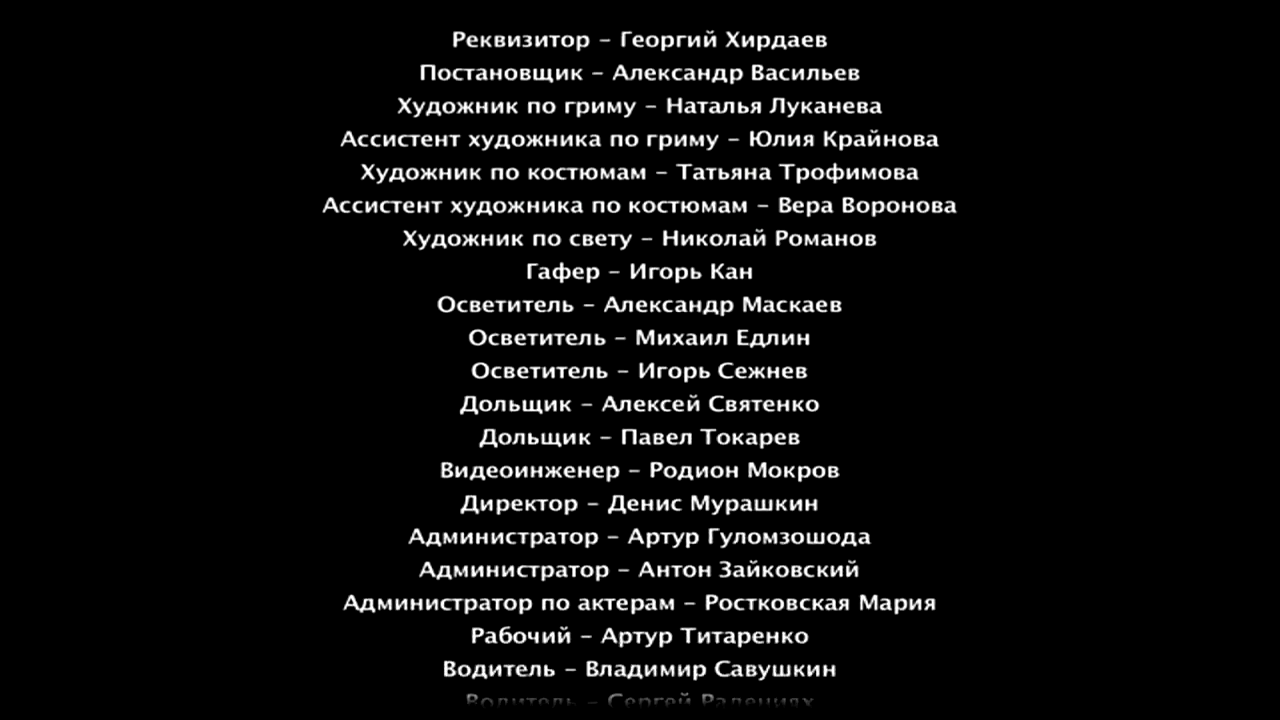 Реквизитор – Георгий Хирдаев
Постановщик – Александр Васильев
Художник по гриму – Наталья Луканева
Ассистент художника по гриму – Юлия Крайнова
Художник по костюмам – Татьяна Трофимова
Ассистент художника по костюмам – Вера Воронова
Художник по свету – Николай Романов
Гафер – Игорь Кан
Осветитель – Александр Маскаев
Осветитель – Михаил Едлин
Осветитель – Игорь Сежнев
Дольщик – Алексей Святенко
Дольщик – Павел Токарев
Видеоинженер – Родион Мокров
Директор – Денис Мурашкин
Администратор – Артур Гуломзошода
Администратор – Антон Зайковский
Администратор по актерам – Ростковская Мария
Рабочий – Артур Титаренко
Водитель – Владимир Савушкин
Водитель – Сергей